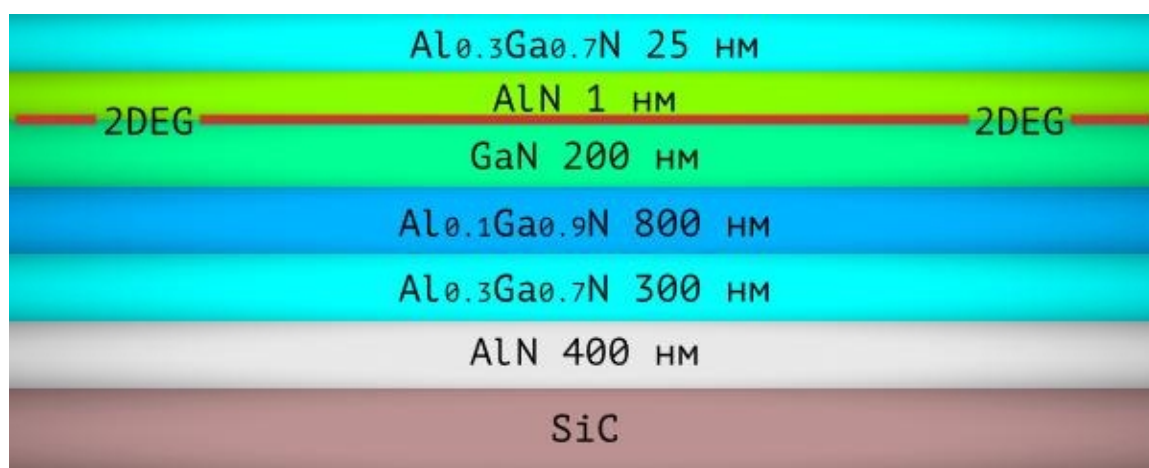 Al0.3Ga0.7N 25 нм
AlN 1 нм
2DEG 2DEG
GaN 200 нм
Al0.1Ga0.9N 800 нм
Al0.3Ga0.7N 300 нм
AlN 400 нм
SiC